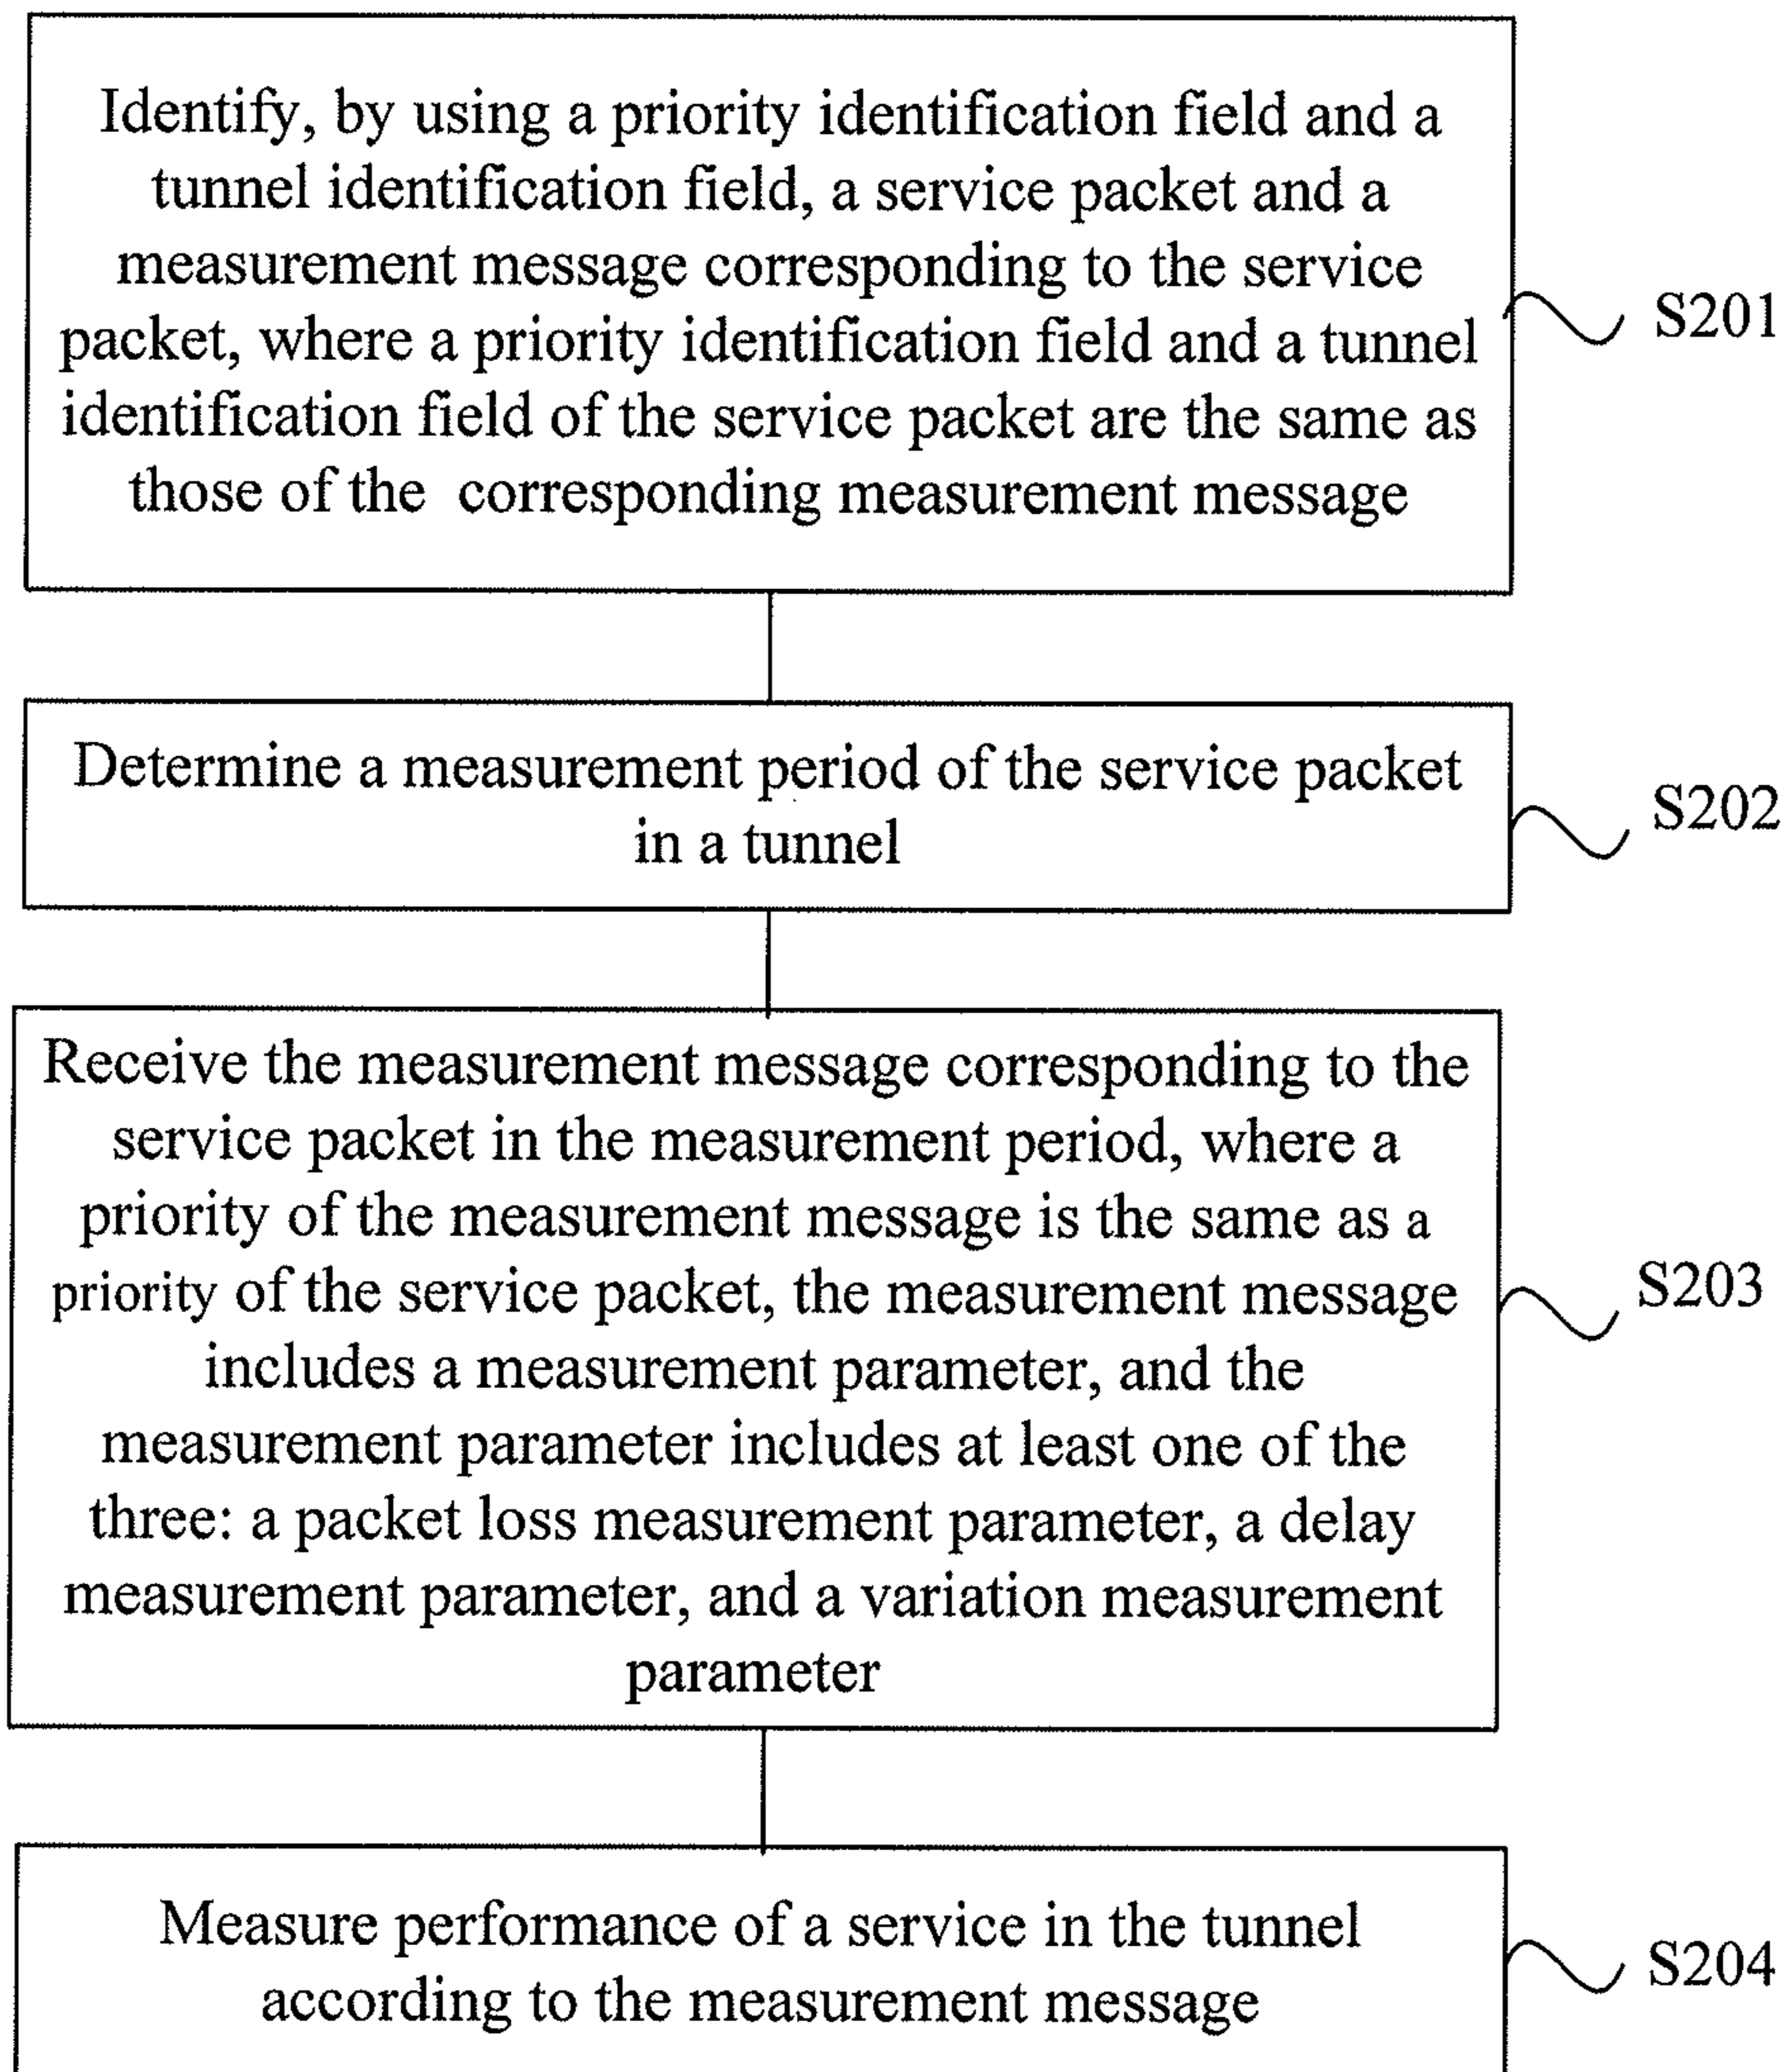 Identify, by using a priority identification field and a
tunnel identification field, a service packet and a
measurement message corresponding to the service
packet, where a priority identification field and a tunnel
identification field of the service packet are the same as
those of the corresponding measurement message
S201
Determine a measurement period of the service packet
in a tunnel
S202
Receive the measurement message corresponding to the
service packet in the measurement period, where a
priority of the measurement message is the same as a
priority of the service packet, the measurement message
includes a measurement parameter, and the
measurement parameter includes at least one of the
three: a packet loss measurement parameter, a delay
measurement parameter, and a variation measurement
parameter
S203
Measure performance of a service in the tunnel
according to the measurement message
S204